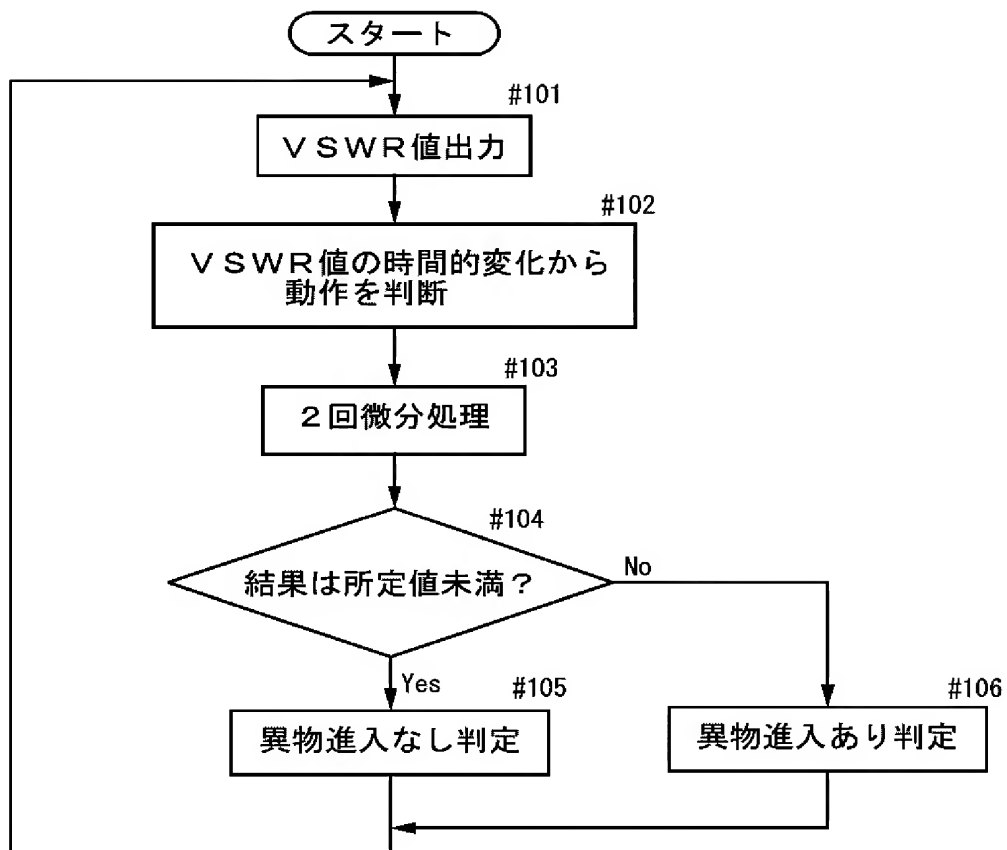 スタート
#101
VSWR値出力
#102
VSWR値の時間的変化から
動作を判断
#103
2回微分処理
#104
結果は所定値未満?
No
Yes
#105
異物進入なし判定
#106
異物進入あり判定